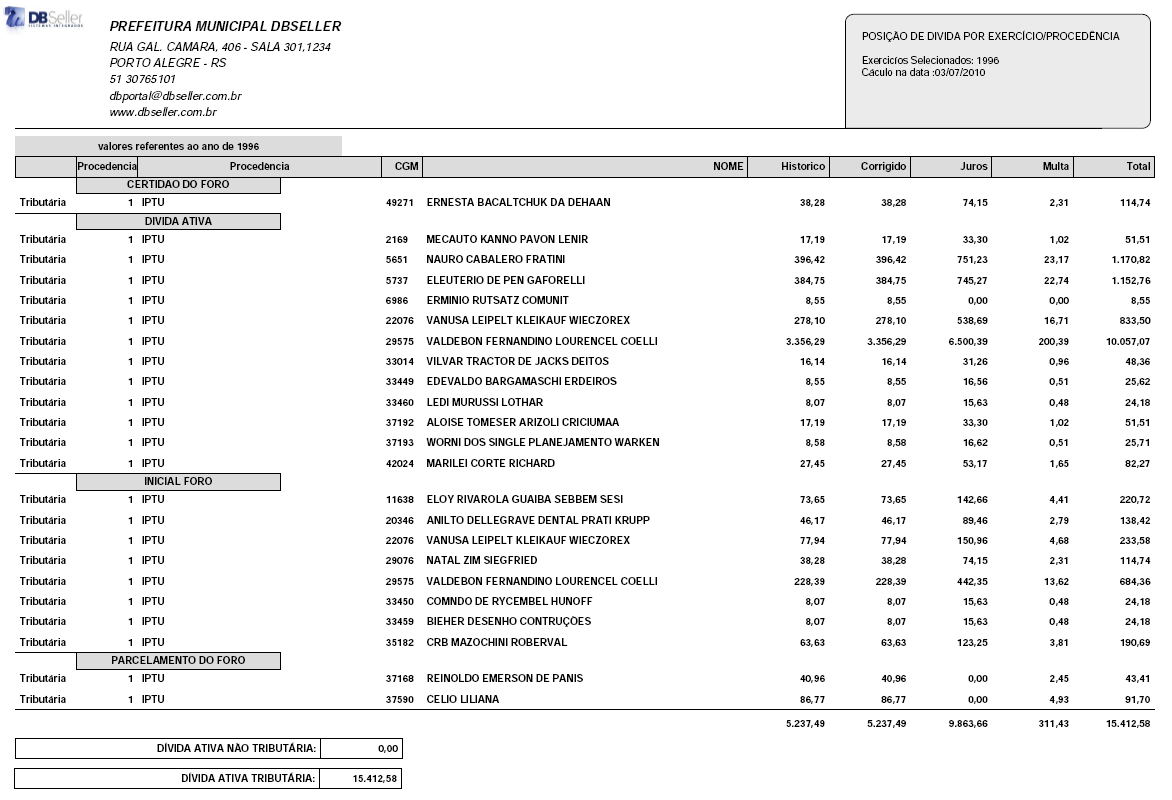 DBSeller
SISTEMAS INTEGRADOS
PREFEITURA MUNICIPAL DBSELLER
RUA GAL. CAMARA, 406 - SALA 301,1234
PORTO ALEGRE - RS
51 30765101
dbportal@dbseller.com.br
www.dbseller.com.br
POSIÇÃO DE DIVIDA POR EXERCÍCIO/PROCEDÊNCIA
Exercicíos Selecionados: 1996
Cáculo na data :03/07/2010
valores referentes ao ano de 1996
Procedencia Procedência CGM NOME Historico Corrigido Juros Multa Total
CERTIDAO DO FORO
Tributária 1 IPTU 49271 ERNESTA BACALTCHUK DA DEHAAN 38,28 38,28 74,15 2,31 114,74
DIVIDA ATIVA
Tributária 1 IPTU 2169 MECAUTO KANNO PAVON LENIR 17,19 17,19 33,30 1,02 51,51
Tributária 1 IPTU 5651 NAURO CABALERO FRATINI 396,42 396,42 751,23 23,17 1.170,82
Tributária 1 IPTU 5737 ELEUTERIO DE PEN GAFORELLI 384,75 384,75 745,27 22,74 1.152,76
Tributária 1 IPTU 6986 ERMINIO RUTSATZ COMUNIT 8,55 8,55 0,00 0,00 8,55
Tributária 1 IPTU 22076 VANUSA LEIPELT KLEIKAUF WIECZOREX 278,10 278,10 538,69 16,71 833,50
Tributária 1 IPTU 29575 VALDEBON FERNANDINO LOURENCEL COELLI 3.356,29 3.356,29 6.500,39 200,39 10.057,07
Tributária 1 IPTU 33014 VILVAR TRACTOR DE JACKS DEITOS 16,14 16,14 31,26 0,96 48,36
Tributária 1 IPTU 33449 EDEVALDO BARGAMASCHI ERDEIROS 8,55 8,55 16,56 0,51 25,62
Tributária 1 IPTU 33460 LEDI MURUSSI LOTHAR 8,07 8,07 15,63 0,48 24,18
Tributária 1 IPTU 37192 ALOISE TOMESER ARIZOLI CRICIUMAA 17,19 17,19 33,30 1,02 51,51
Tributária 1 IPTU 37193 WORNI DOS SINGLE PLANEJAMENTO WARKEN 8,58 8,58 16,62 0,51 25,71
Tributária 1 IPTU 42024 MARILEI CORTE RICHARD 27,45 27,45 53,17 1,65 82,27
INICIAL FORO
Tributária 1 IPTU 11638 ELOY RIVAROLA GUAIBA SEBBEM SESI 73,65 73,65 142,66 4,41 220,72
Tributária 1 IPTU 20346 ANILTO DELLEGRAVE DENTAL PRATI KRUPP 46,17 46,17 89,46 2,79 138,42
Tributária 1 IPTU 22076 VANUSA LEIPELT KLEIKAUF WIECZOREX 77,94 77,94 150,96 4,68 233,58
Tributária 1 IPTU 29076 NATAL ZIM SIEGFRIED 38,28 38,28 74,15 2,31 114,74
Tributária 1 IPTU 29575 VALDEBON FERNANDINO LOURENCEL COELLI 228,39 228,39 442,35 13,62 684,36
Tributária 1 IPTU 33450 COMNDO DE RYCEMBEL HUNOFF 8,07 8,07 15,63 0,48 24,18
Tributária 1 IPTU 33459 BIEHER DESENHO CONTRUÇÕES 8,07 8,07 15,63 0,48 24,18
Tributária 1 IPTU 35182 CRB MAZOCHINI ROBERVAL 63,63 63,63 123,25 3,81 190,69
PARCELAMENTO DO FORO
Tributária 1 IPTU 37168 REINOLDO EMERSON DE PANIS 40,96 40,96 0,00 2,45 43,41
Tributária 1 IPTU 37590 CELIO LILIANA 86,77 86,77 0,00 4,93 91,70
5.237,49 5.237,49 9.863,66 311,43 15.412,58
DÍVIDA ATIVA NÃO TRIBUTÁRIA: 0,00
DÍVIDA ATIVA TRIBUTÁRIA: 15.412,58